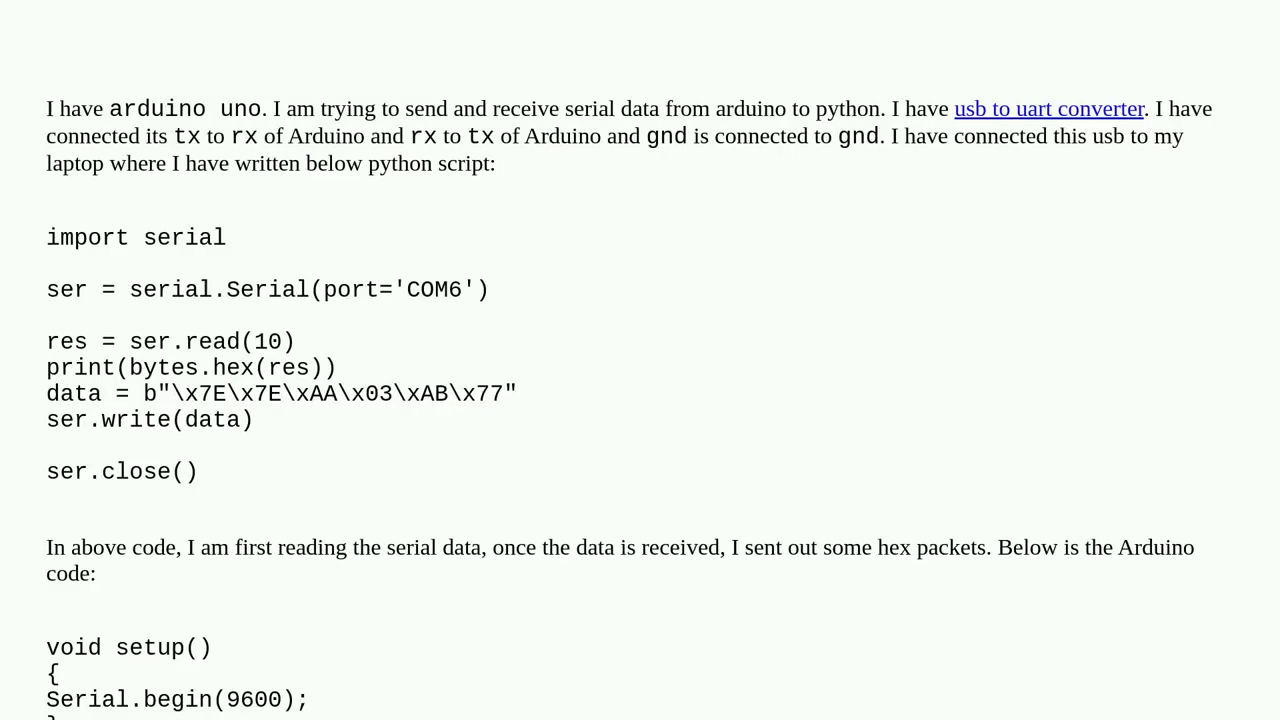 I have arduino uno. I am trying to send and receive serial data from arduino to python. I have usb to uart converter. I have
connected its tx to rx of Arduino and rx to tx of Arduino and gnd is connected to gnd. I have connected this usb to my
laptop where I have written below python script:
import serial
ser = serial.Serial(port='COM6')
res = ser.read(10)
print(bytes.hex(res))
data = b"\x7E\x7E\xAA\x03\xAB\x77"
ser.write(data)
ser.close()
In above code, I am first reading the serial data, once the data is received, I sent out some hex packets. Below is the Arduino
code:
void setup()
{
Serial.begin(9600);